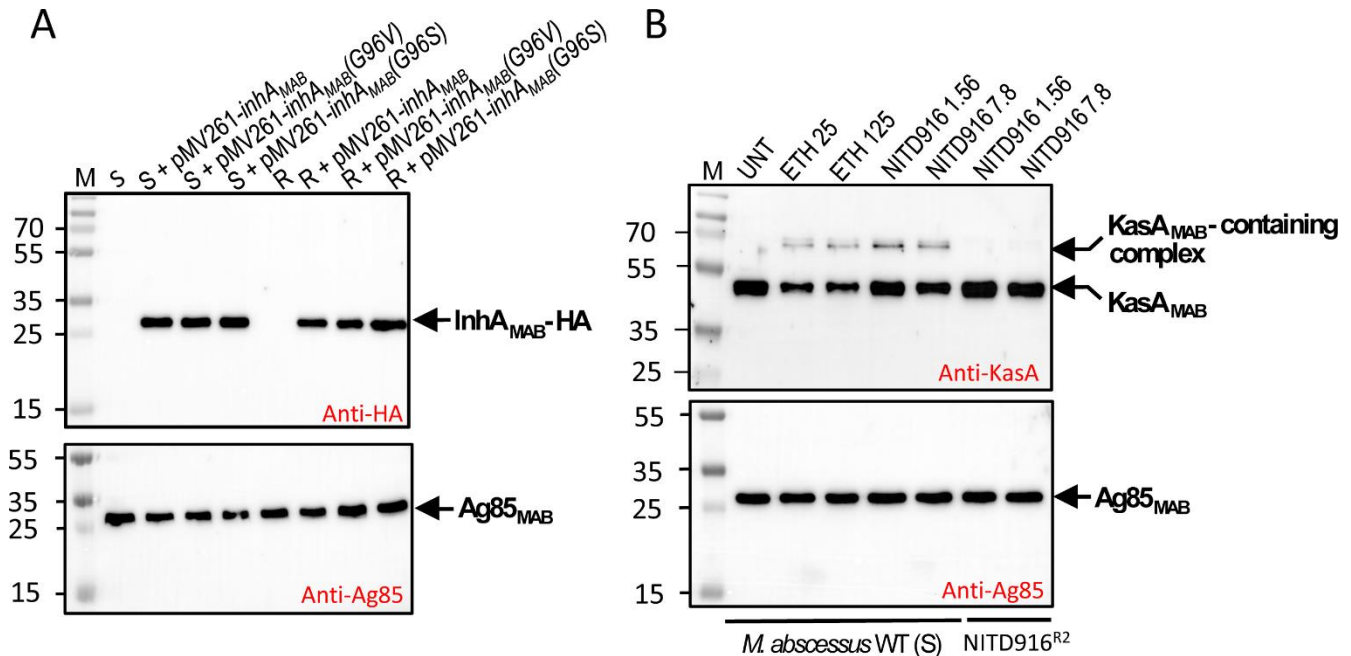 A
M
S
S + pMV261-inhA_MAB
S + pMV261-inhA_MAB(G96V)
S + pMV261-inhA_MAB(G96S)
R
R + pMV261-inhA_MAB
R + pMV261-inhA_MAB(G96V)
R + pMV261-inhA_MAB(G96S)
70
55
35
25
15
InhA_MAB-HA
Anti-HA
55
35
25
15
Ag85_MAB
Anti-Ag85
B
M
UNT
ETH 25
ETH 125
NITD916 1.56
NITD916 7.8
NITD916 1.56
NITD916 7.8
70
55
35
25
KasA_MAB-containing
complex
KasA_MAB
Anti-KasA
55
35
25
15
Ag85_MAB
Anti-Ag85
M. abscessus WT (S)
NITD916^R2